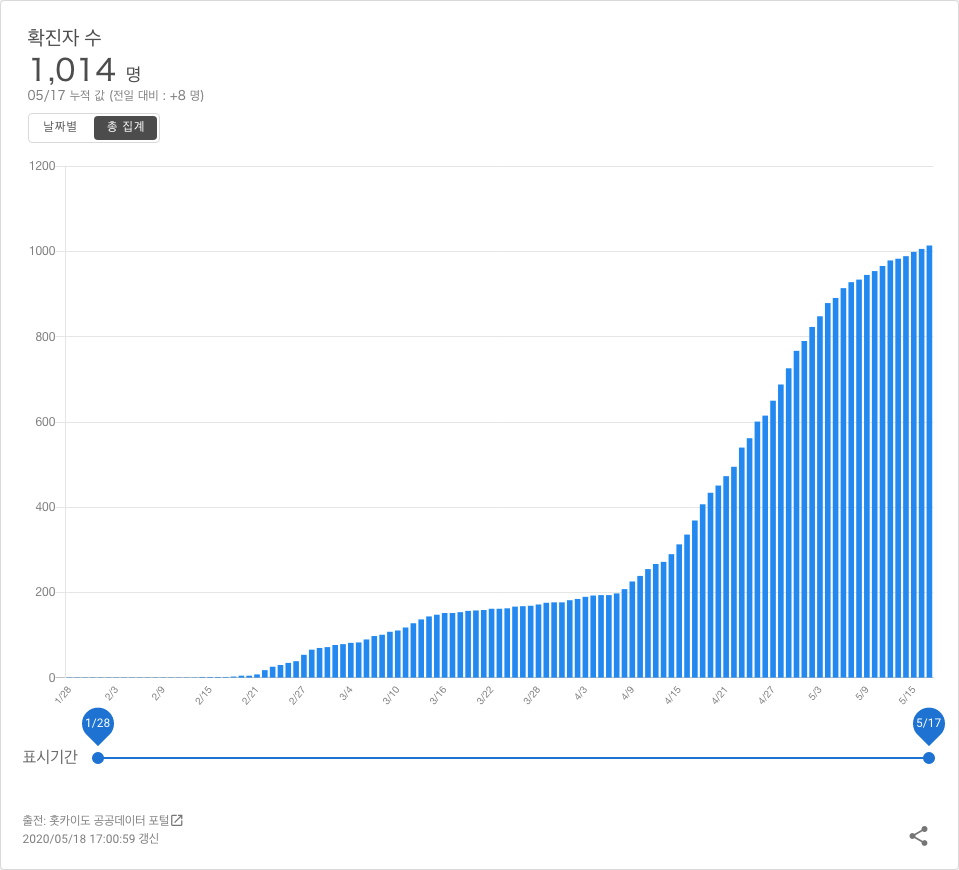 확진자 수
1,014 명
05/17 누적 값 (전일 대비 : +8 명)
날짜별 총 집계
1200
1000
800
600
400
200
0
1/28 2/3 2/9 2/15 2/21 2/27 3/4 3/10 3/16 3/22 3/28 4/3 4/9 4/15 4/21 4/27 5/3 5/9 5/15
1/28 5/17
표시기간
출전: 홋카이도 공공데이터 포털
2020/05/18 17:00:59 갱신